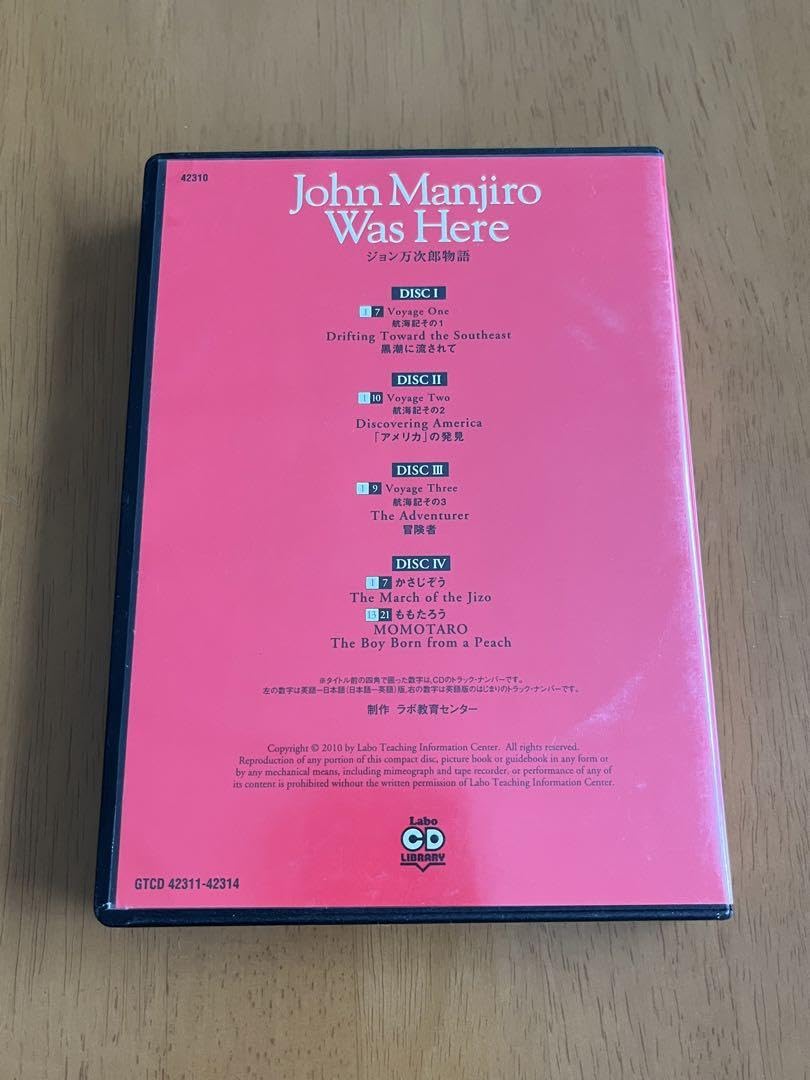 42310
John Manjiro
Was Here
ジョン万次郎物語
DISC I
1 7 Voyage One
航海記その1
Drifting Toward the Southeast
黒潮に流されて
DISC II
1 10 Voyage Two
航海記その2
Discovering America
「アメリカ」の発見
DISC III
1 9 Voyage Three
航海記その3
The Adventurer
冒険者
DISC IV
1 7 かさじぞう
The March of the Jizo
13 21 ももたろう
MOMOTARO
The Boy Born from a Peach
※タイトル前の四角で囲った数字は,CDのトラック・ナンバーです。
左の数字は英語ー日本語(日本語ー英語)版,右の数字は英語版のはじまりのトラック・ナンバーです。
制作 ラボ教育センター
Copyright © 2010 by Labo Teaching Information Center. All rights reserved.
Reproduction of any portion of this compact disc, picture book or guidebook in any form or
by any mechanical means, including mimeograph and tape recorder, or performance of any of
its content is prohibited without the written permission of Labo Teaching Information Center.
Labo
CD
LIBRARY
GTCD 42311-42314